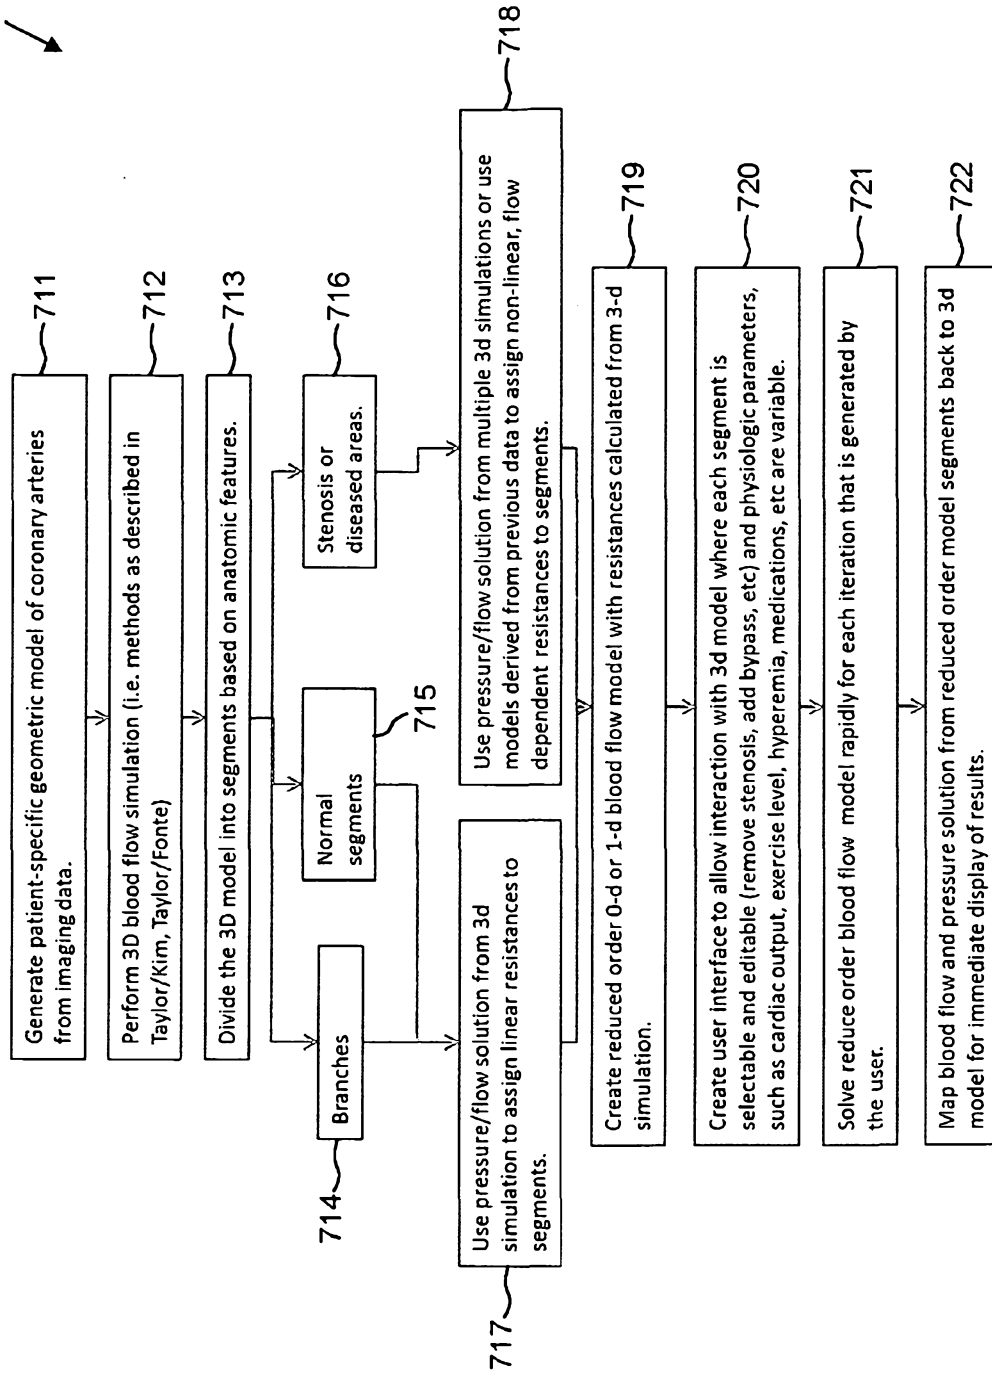 711
Generate patient-specific geometric model of coronary arteries
from imaging data.
712
Perform 3D blood flow simulation (i.e. methods as described in
Taylor/Kim, Taylor/Fonte)
713
Divide the 3D model into segments based on anatomic features.
714
Branches
Normal
segments
715
716
Stenosis or
diseased areas.
717
Use pressure/flow solution from 3d
simulation to assign linear resistances to
segments.
718
Use pressure/flow solution from multiple 3d simulations or use
models derived from previous data to assign non-linear, flow
dependent resistances to segments.
719
Create reduced order 0-d or 1-d blood flow model with resistances calculated from 3-d
simulation.
720
Create user interface to allow interaction with 3d model where each segment is
selectable and editable (remove stenosis, add bypass, etc) and physiologic parameters,
such as cardiac output, exercise level, hyperemia, medications, etc are variable.
721
Solve reduce order blood flow model rapidly for each iteration that is generated by
the user.
722
Map blood flow and pressure solution from reduced order model segments back to 3d
model for immediate display of results.